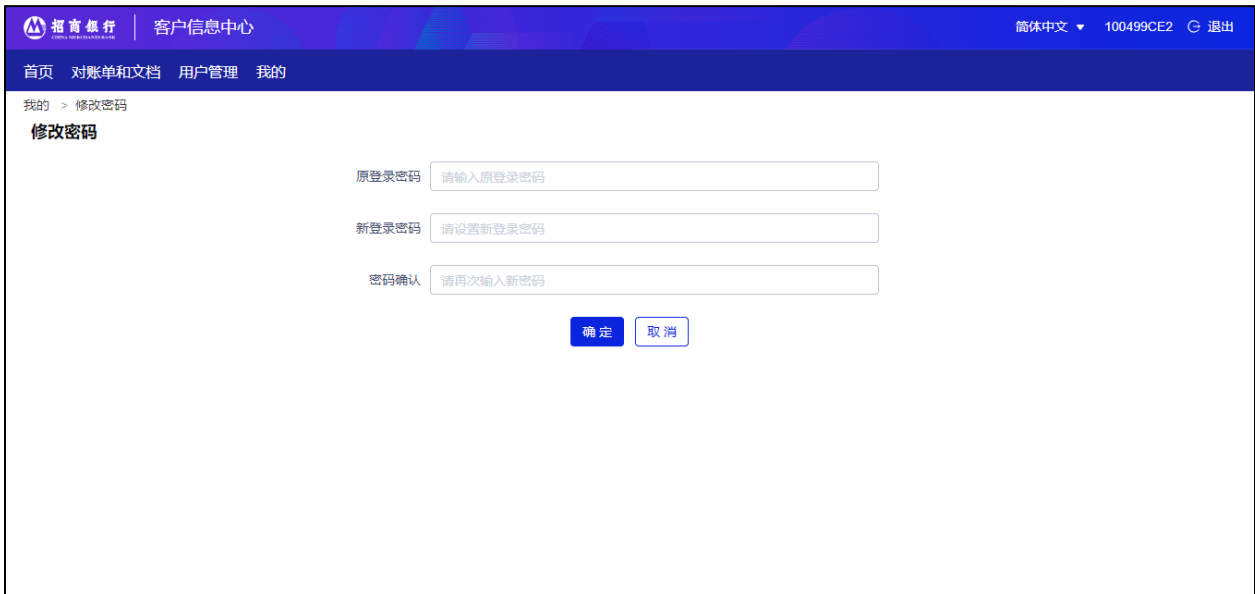 招商银行 客户信息中心 简体中文 100499CE2 退出
CHINA MERCHANTS BANK
首页 对账单和文档 用户管理 我的
我的 > 修改密码
修改密码
原登录密码 请输入原登录密码
新登录密码 请设置新登录密码
密码确认 请再次输入新密码
确定 取消